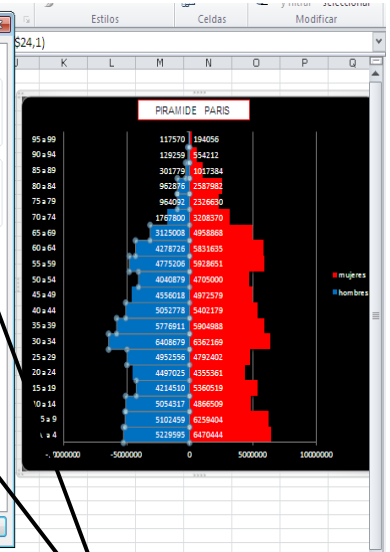 y filtrar seleccionar
Estilos Celdas Modificar
$24,1)
J K L M N O P Q
PIRAMIDE PARIS
95 a 99 117570 194056
90 a 94 129259 554212
85 a 89 301779 1017384
80 a 84 962876 2587982
75 a 79 964092 2326630
70 a 74 1767800 3208370
65 a 69 3125008 4958868
60 a 64 4278726 5831635
55 a 59 4775206 5928651
50 a 54 4040879 4705000
45 a 49 4556018 4972579
40 a 44 5052778 5402179
35 a 39 5776911 5904988
30 a 34 6408679 6362169
25 a 29 4952556 4792402
20 a 24 4497025 4355361
15 a 19 4214510 5360519
10 a 14 5054317 4866509
5 a 9 5102459 6259404
a 4 5229595 6470444
mujeres
hombres
-5000000 0 5000000 10000000